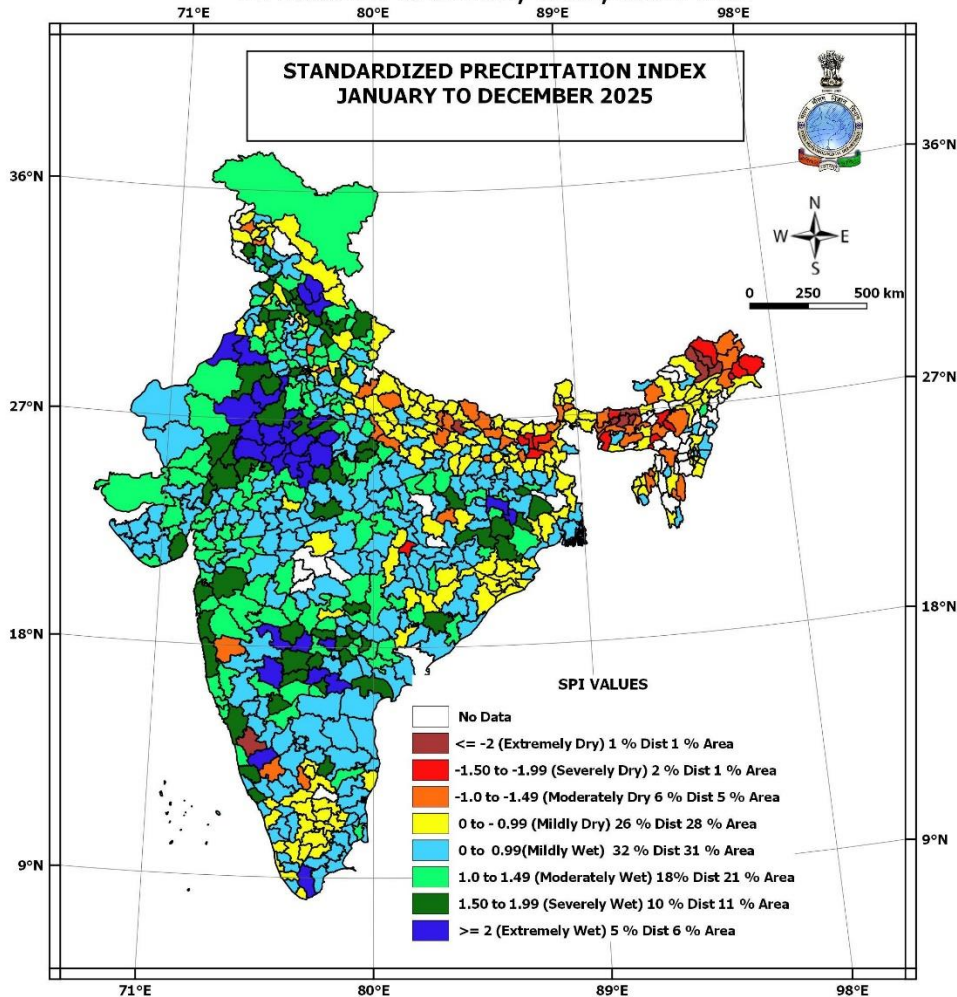 71°E 80°E 89°E 98°E
STANDARDIZED PRECIPITATION INDEX
JANUARY TO DECEMBER 2025
36°N 36°N
N
W E
S
0 250 500 km
27°N 27°N
18°N 18°N
SPI VALUES
No Data
<= -2 (Extremely Dry) 1 % Dist 1 % Area
-1.50 to -1.99 (Severely Dry) 2 % Dist 1 % Area
-1.0 to -1.49 (Moderately Dry 6 % Dist 5 % Area
0 to - 0.99 (Mildly Dry) 26 % Dist 28 % Area
0 to 0.99(Mildly Wet) 32 % Dist 31 % Area
1.0 to 1.49 (Moderately Wet) 18% Dist 21 % Area
1.50 to 1.99 (Severely Wet) 10 % Dist 11 % Area
>= 2 (Extremely Wet) 5 % Dist 6 % Area
9°N 9°N
71°E 80°E 89°E 98°E